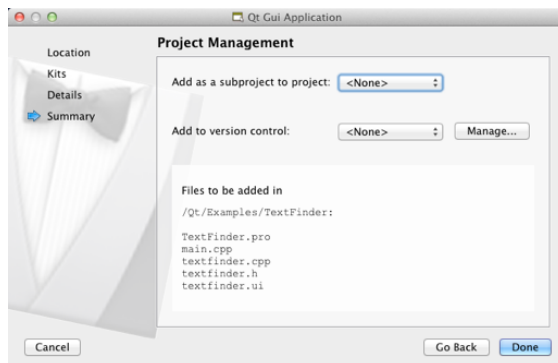 Qt Gui Application
Location
Kits
Details
Summary
Project Management
Add as a subproject to project: <None>
Add to version control: <None> Manage...
Files to be added in
/Qt/Examples/TextFinder:
TextFinder.pro
main.cpp
textfinder.cpp
textfinder.h
textfinder.ui
Cancel Go Back Done